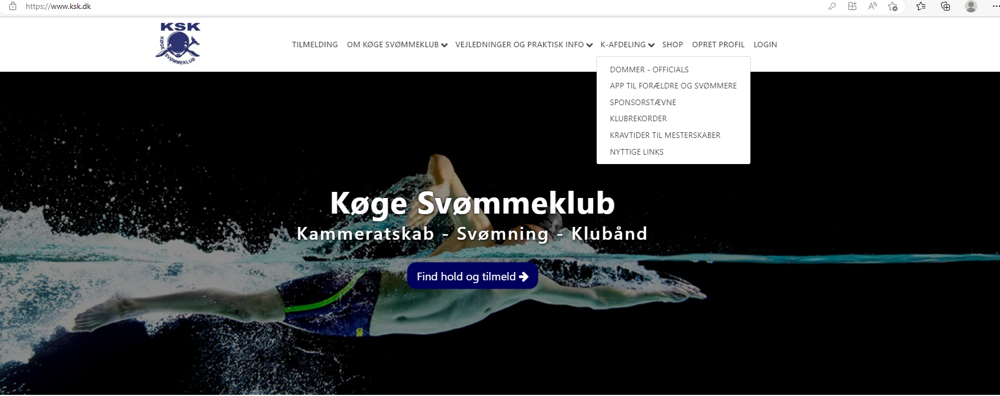 https://www.ksk.dk
KSK
KØGE
SVØMMEKLUB
TILMELDING OM KØGE SVØMMEKLUB VEJLEDNINGER OG PRAKTISK INFO K-AFDELING SHOP OPRET PROFIL LOGIN
DOMMER - OFFICIALS
APP TIL FORÆLDRE OG SVØMMERE
SPONSORSTÆVNE
KLUBREKORDER
KRAVTIDER TIL MESTERSKABER
NYTTIGE LINKS
Køge Svømmeklub
Kammeratskab - Svømning - Klubånd
Find hold og tilmeld